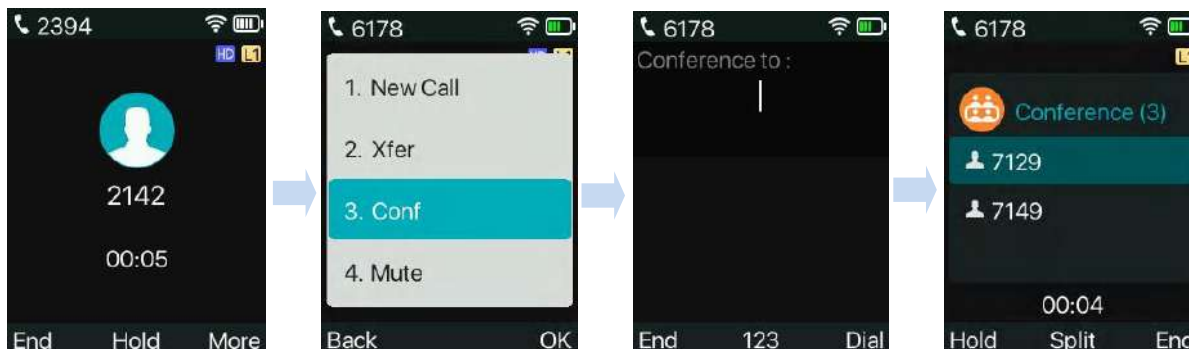 2394
HD L1
2142
00:05
End Hold More
6178
1. New Call
2. Xfer
3. Conf
4. Mute
Back OK
6178
Conference to :
End 123 Dial
6178
L1
Conference (3)
7129
7149
00:04
Hold Split End